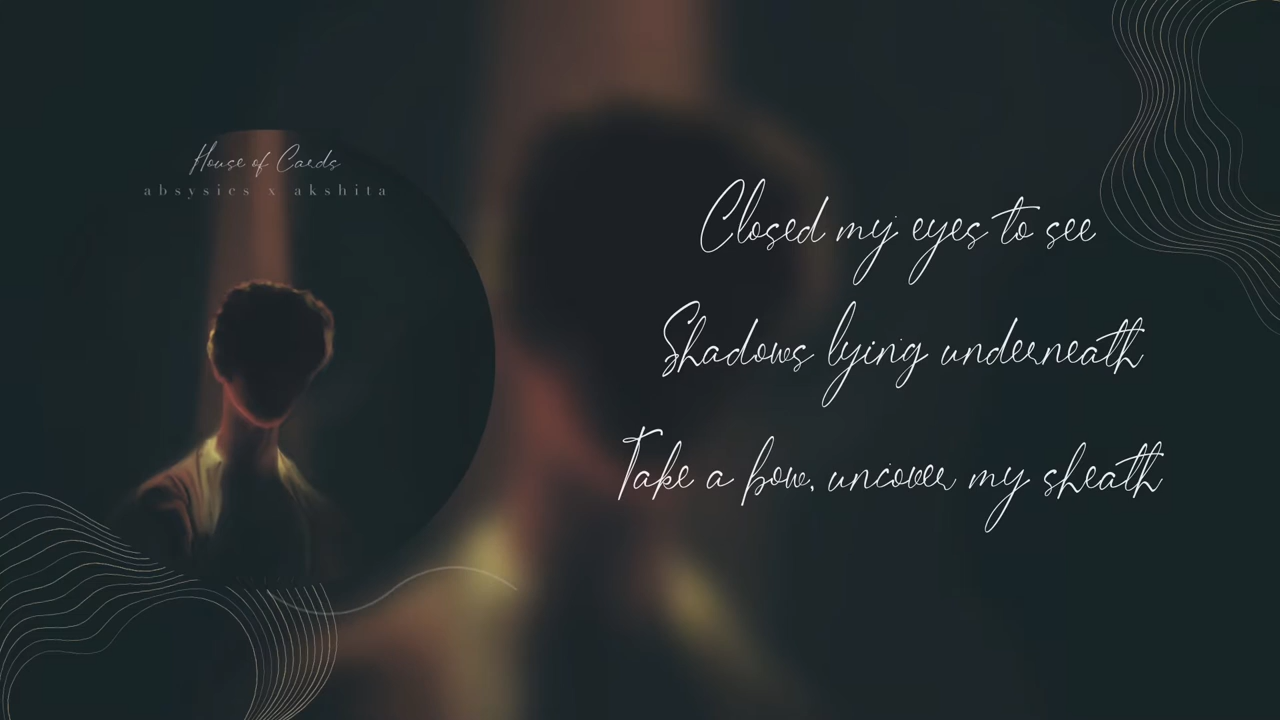 House of Cards
absysics x akshita
Closed my eyes to see
Shadows lying underneath
Take a bow, uncover my sheath